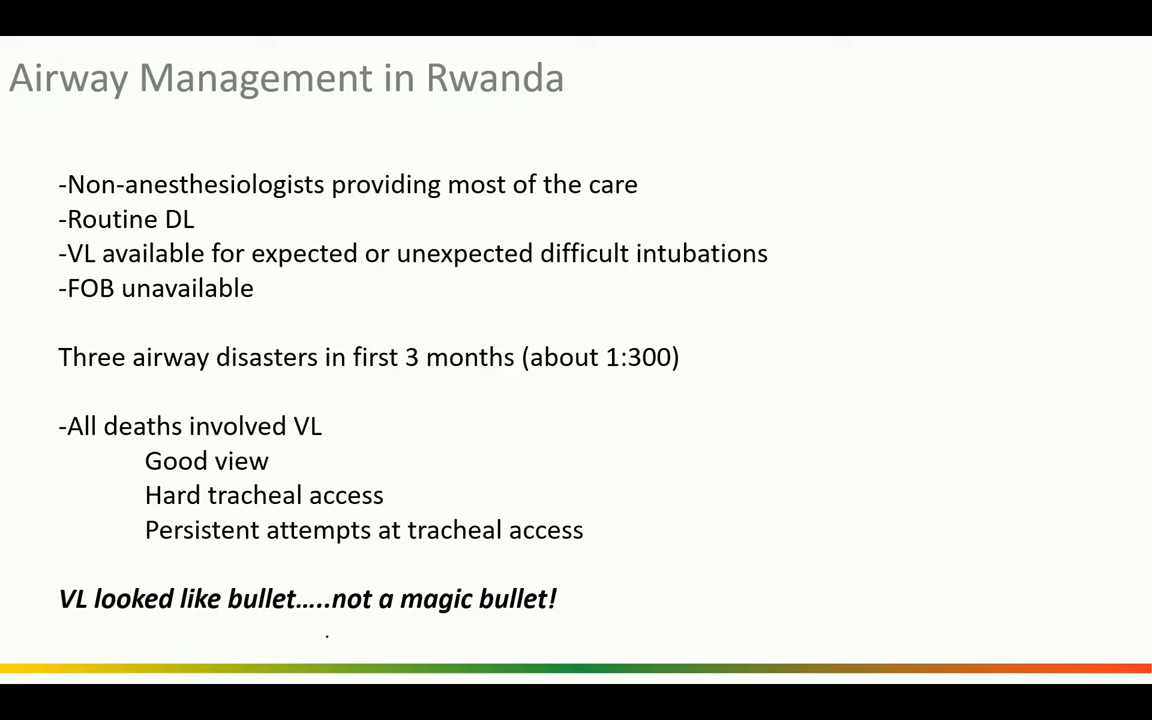 Airway Management in Rwanda
-Non-anesthesiologists providing most of the care
-Routine DL
-VL available for expected or unexpected difficult intubations
-FOB unavailable
Three airway disasters in first 3 months (about 1:300)
-All deaths involved VL
Good view
Hard tracheal access
Persistent attempts at tracheal access
VL looked like bullet…..not a magic bullet!
.